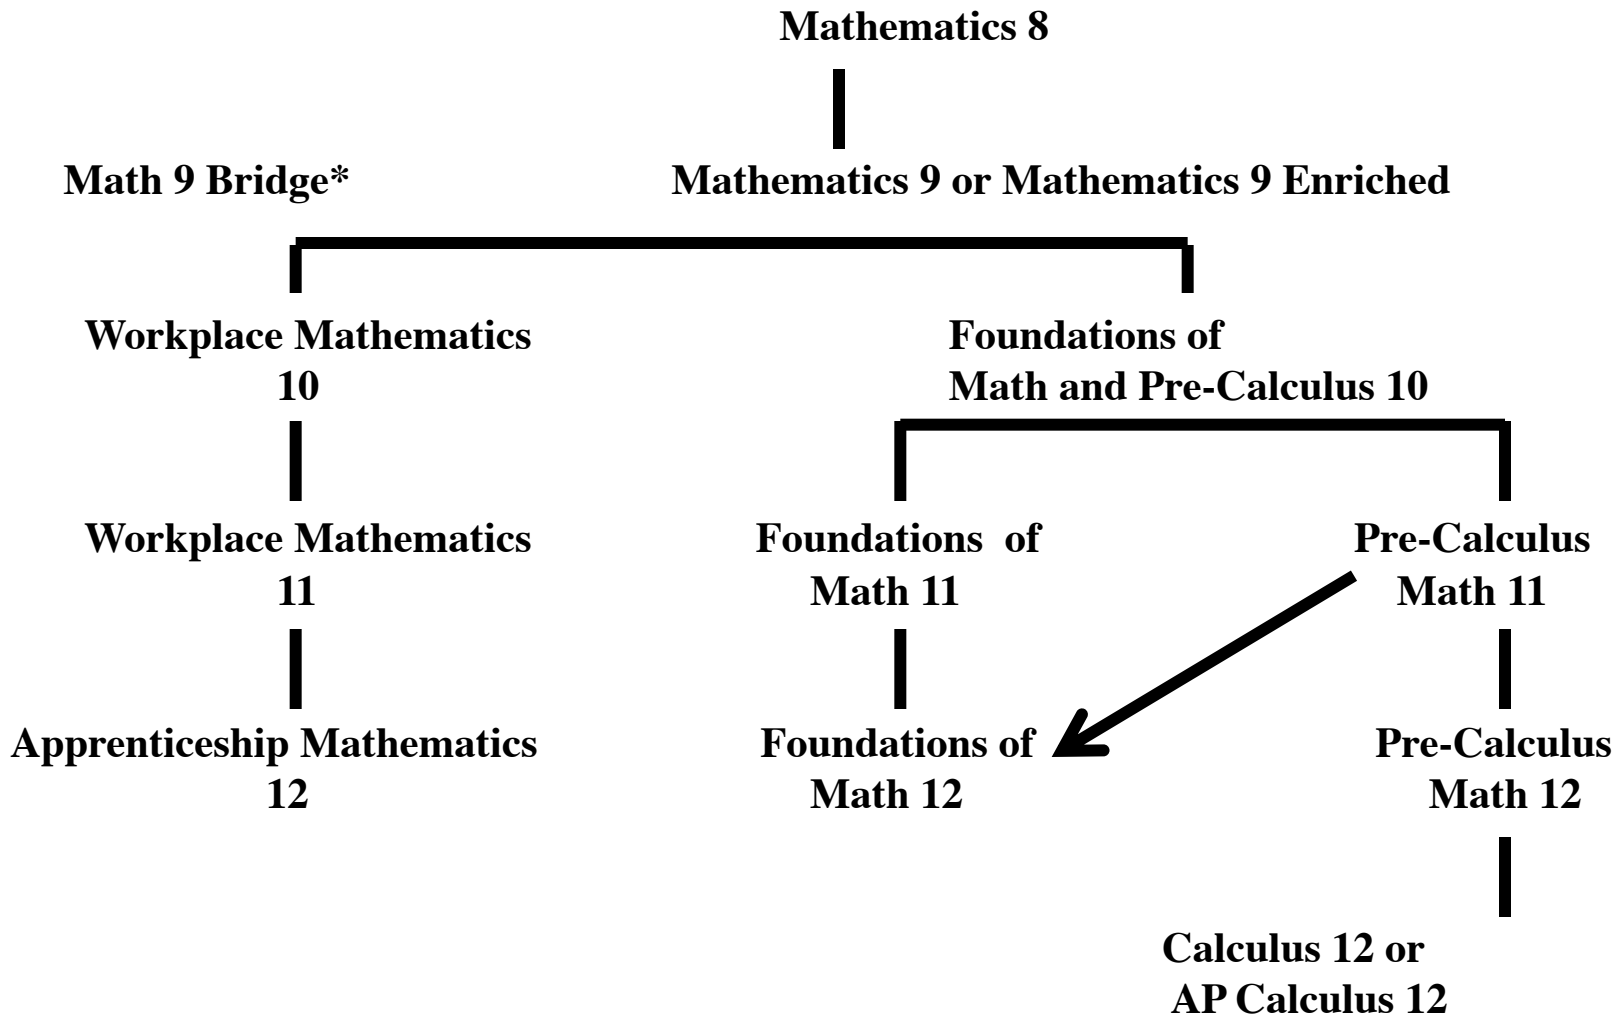 Mathematics 8
Math 9 Bridge*
Mathematics 9 or Mathematics 9 Enriched
Workplace Mathematics
10
Foundations of
Math and Pre-Calculus 10
Workplace Mathematics
11
Foundations of
Math 11
Pre-Calculus
Math 11
Apprenticeship Mathematics
12
Foundations of
Math 12
Pre-Calculus
Math 12
Calculus 12 or
AP Calculus 12